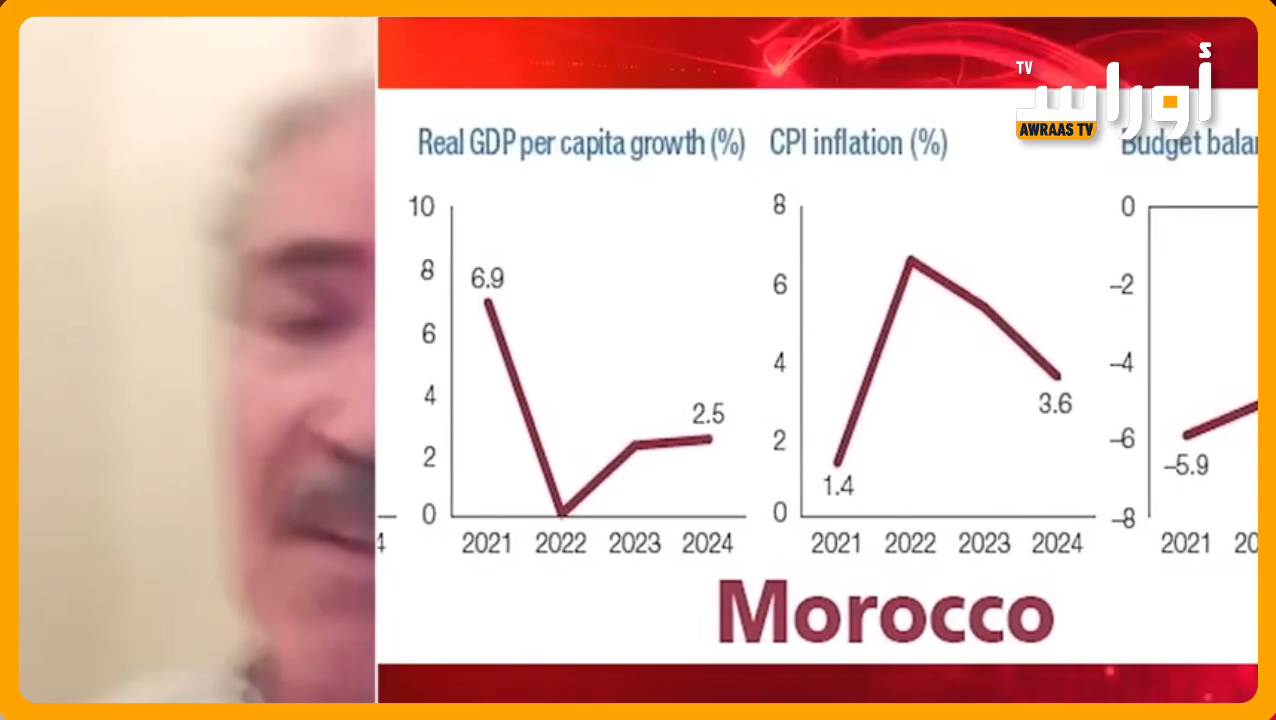 TV
أوراس
AWRAAS TV
Real GDP per capita growth (%)
CPI inflation (%)
Budget
10
8
6
4
2
0
6.9
2.5
2021 2022 2023 2024
8
6
4
2
0
1.4
3.6
2021 2022 2023 2024
0
–2
–4
–6
–8
–5.9
2021
4
Morocco